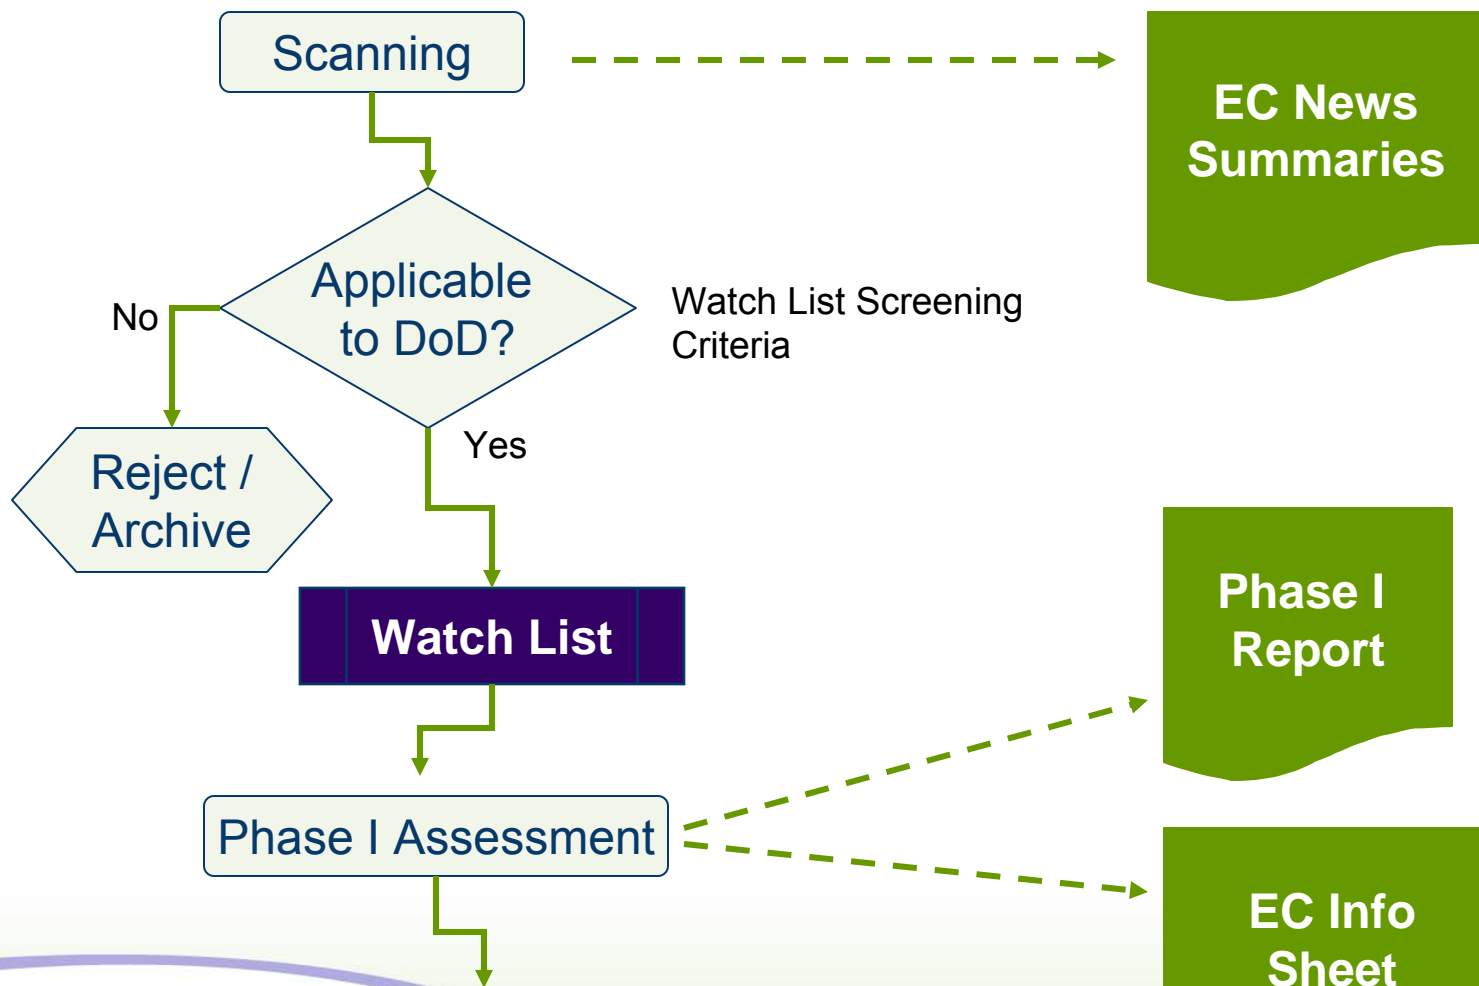 Scanning
EC News
Summaries
Applicable
to DoD?
No
Watch List Screening
Criteria
Yes
Reject /
Archive
Watch List
Phase I
Report
Phase I Assessment
EC Info
Sheet